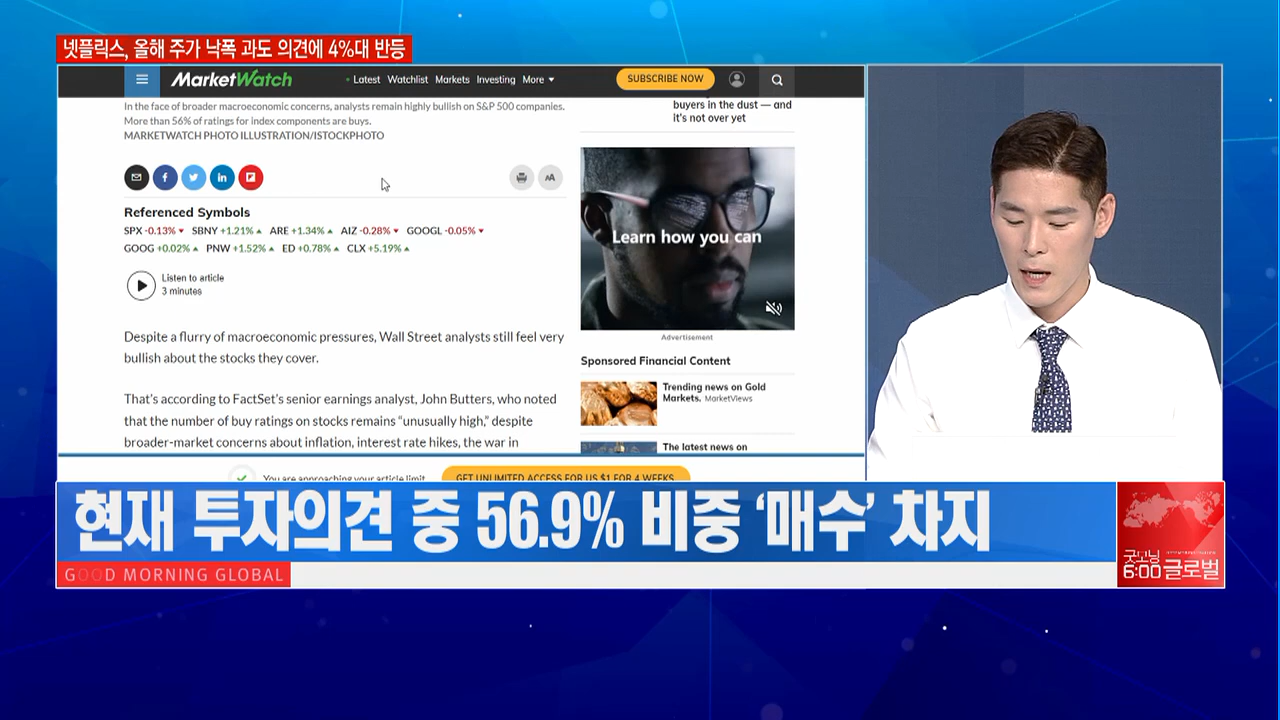 넷플릭스, 올해 주가 낙폭 과도 의견에 4%대 반등
MarketWatch
Latest Watchlist Markets Investing More
SUBSCRIBE NOW
In the face of broader macroeconomic concerns, analysts remain highly bullish on S&P 500 companies.
More than 56% of ratings for index components are buys.
MARKETWATCH PHOTO ILLUSTRATION/ISTOCKPHOTO
AA
Referenced Symbols
SPX -0.13% SBNY +1.21% ARE +1.34% AIZ -0.28% GOOGL -0.05%
GOOG +0.02% PNW +1.52% ED +0.78% CLX +5.19%
Listen to article
3 minutes
Despite a flurry of macroeconomic pressures, Wall Street analysts still feel very
bullish about the stocks they cover.
That's according to FactSet's senior earnings analyst, John Butters, who noted
that the number of buy ratings on stocks remains “unusually high,” despite
broader-market concerns about inflation, interest rate hikes, the war in
buyers in the dust — and
it's not over yet
Learn how you can
Advertisement
Sponsored Financial Content
Trending news on Gold
Markets. MarketViews
The latest news on
You are approaching your article limit.
GET UNLIMITED ACCESS FOR US $1 FOR 4 WEEKS
현재 투자의견 중 56.9% 비중 ‘매수’ 차지
GOOD MORNING GLOBAL
굿모닝
6:00 글로벌